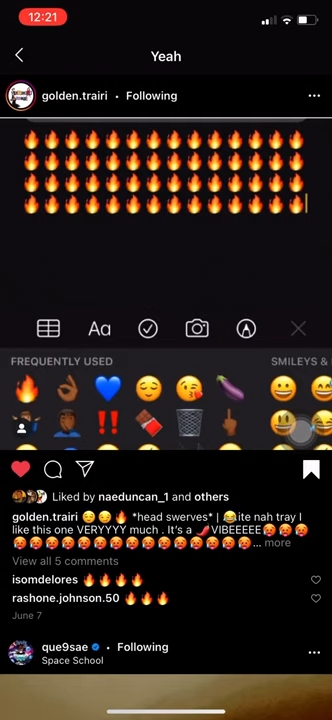 12:21
Yeah
golden.trairi • Following
🔥🔥🔥🔥🔥🔥🔥🔥🔥🔥🔥🔥🔥🔥
🔥🔥🔥🔥🔥🔥🔥🔥🔥🔥🔥🔥🔥🔥
🔥🔥🔥🔥🔥🔥🔥🔥🔥🔥🔥🔥🔥🔥
🔥🔥🔥🔥🔥🔥🔥🔥🔥🔥🔥🔥🔥🔥
Aa
FREQUENTLY USED SMILEYS &
Liked by naeduncan_1 and others
golden.trairi 😌😏🔥 *head swerves* | 😂ite nah tray I
like this one VERYYYY much . It's a 🌶️VIBEEEEE🥵🥵🥵
🥵🥵🥵🥵🥵🥵🥵🥵🥵🥵🥵🥵🥵🥵🥵🥵... more
View all 5 comments
isomdelores 🔥🔥🔥🔥
rashone.johnson.50 🔥🔥🔥
June 7
que9sae • Following
Space School